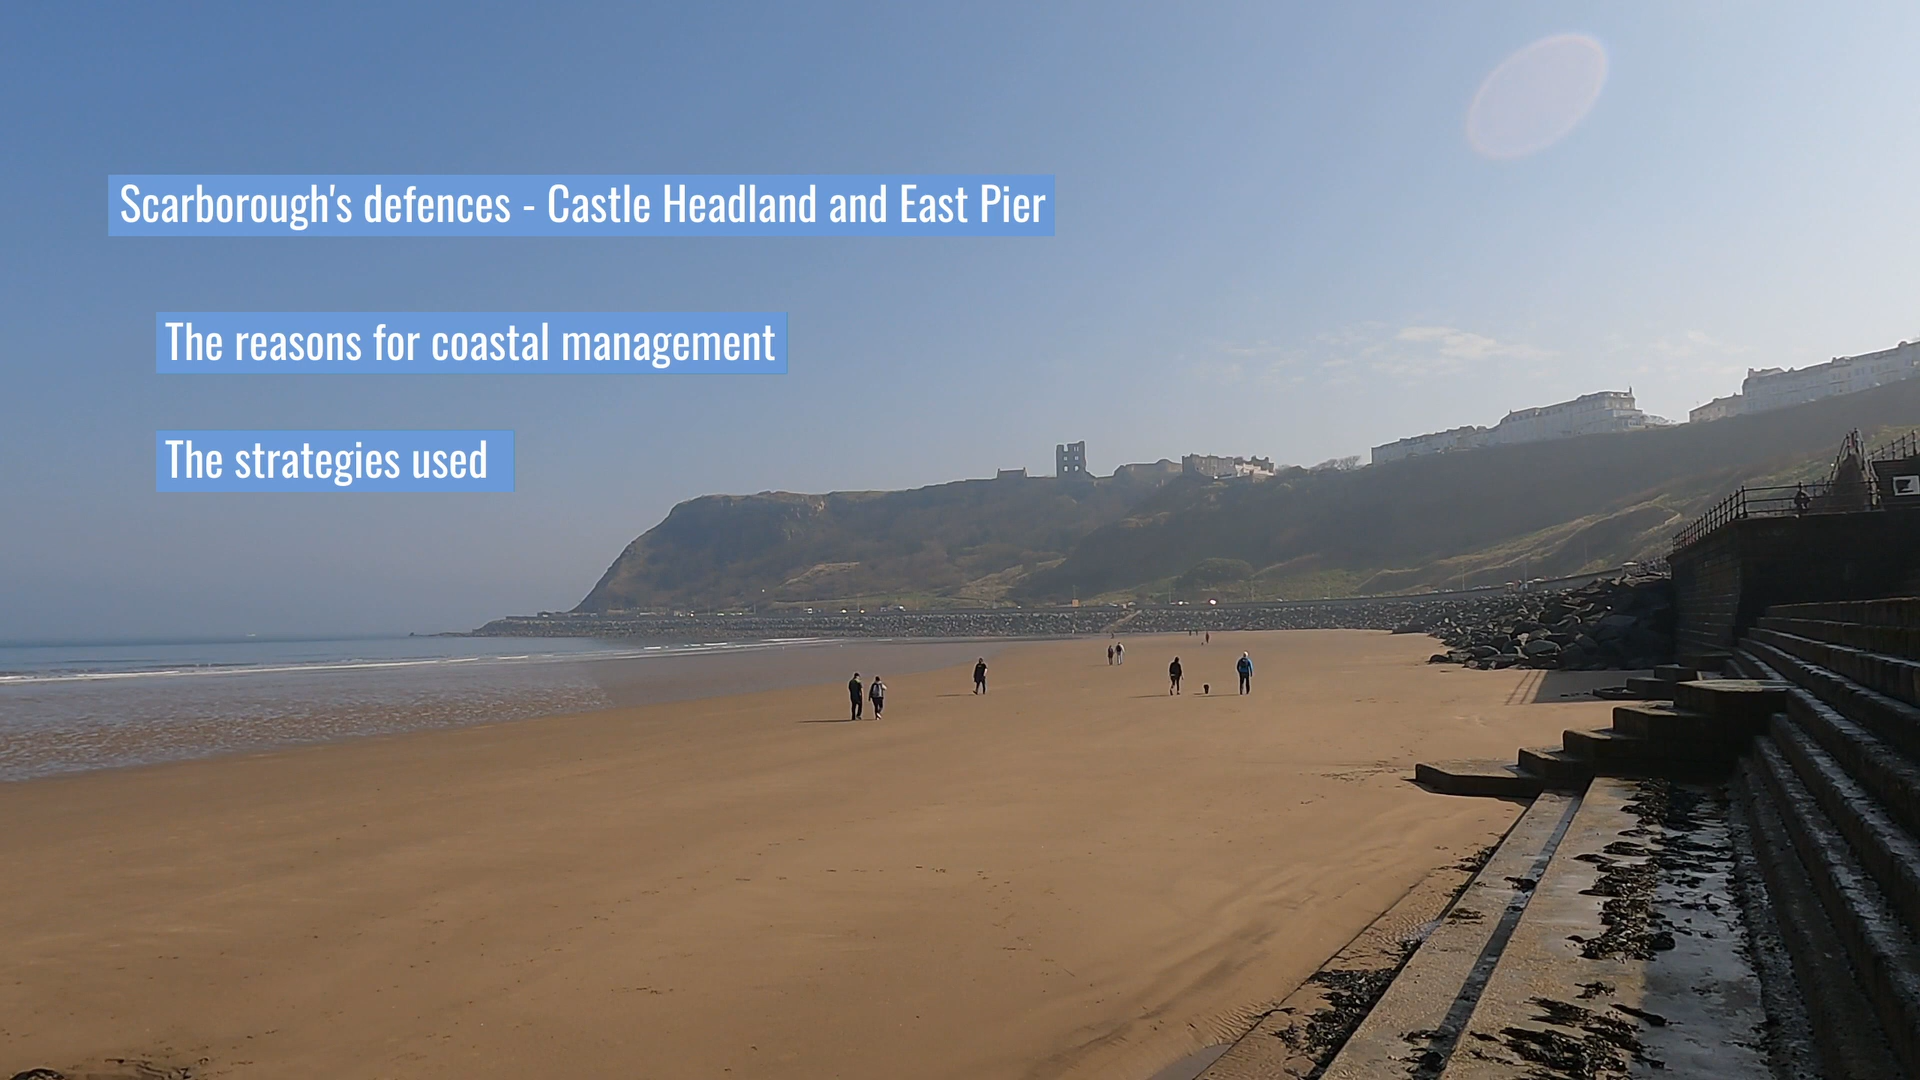 Scarborough's defences - Castle Headland and East Pier
The reasons for coastal management
The strategies used